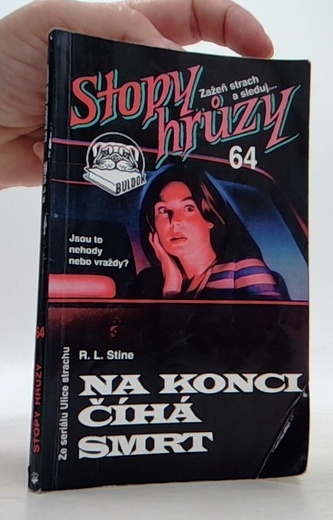 Stopy
hrůzy
Zažeň strach
a sleduj...
64
BULDOK
Jsou to
nehody
nebo vraždy?
R. L. Stine
NA KONCI
ČÍHÁ
SMRT
Ze seriálu Ulice strachu
64
STOPY HRŮZY